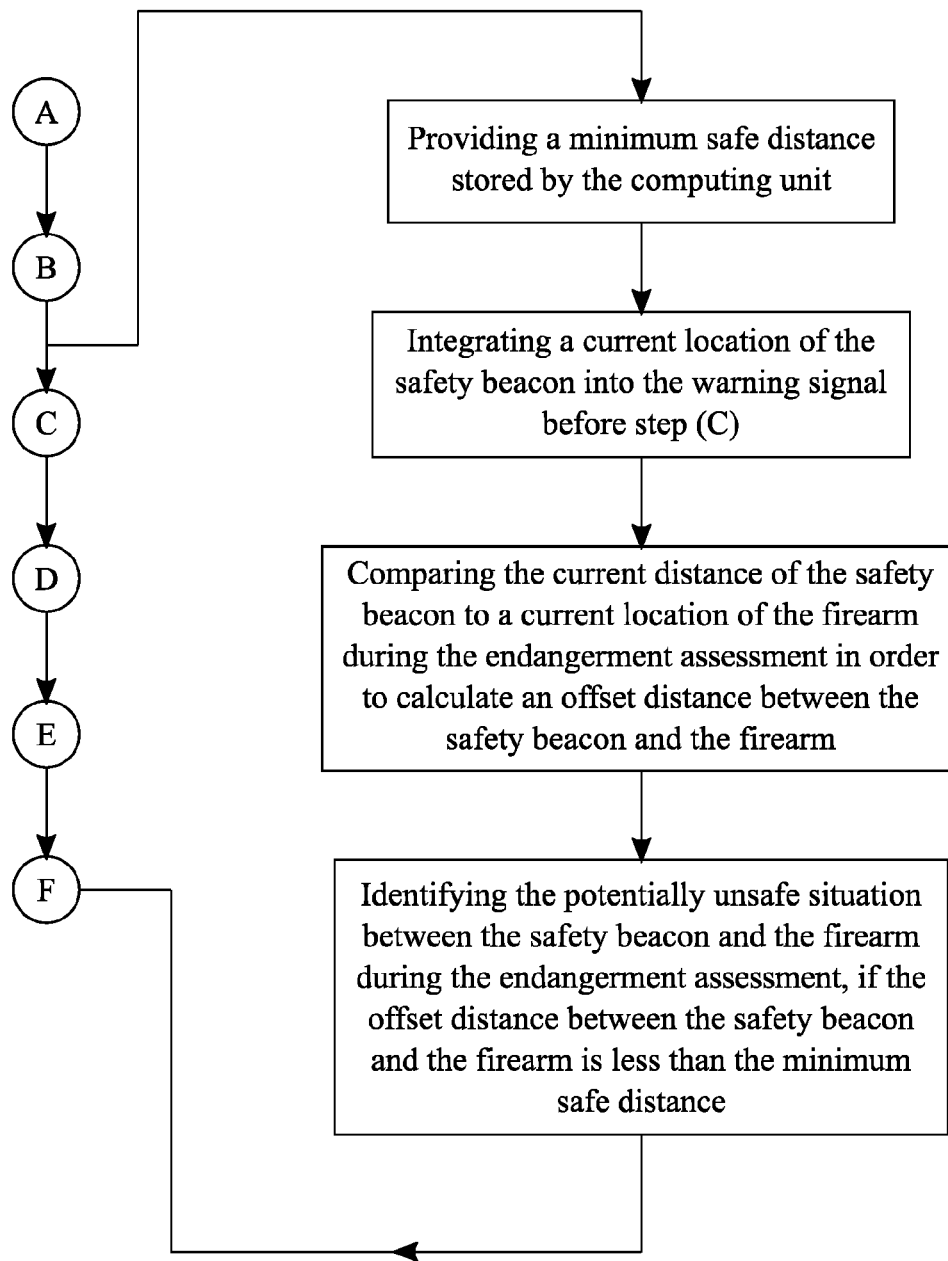 A
B
C
D
E
F
Providing a minimum safe distance
stored by the computing unit
Integrating a current location of the
safety beacon into the warning signal
before step (C)
Comparing the current distance of the safety
beacon to a current location of the firearm
during the endangerment assessment in order
to calculate an offset distance between the
safety beacon and the firearm
Identifying the potentially unsafe situation
between the safety beacon and the firearm
during the endangerment assessment, if the
offset distance between the safety beacon
and the firearm is less than the minimum
safe distance